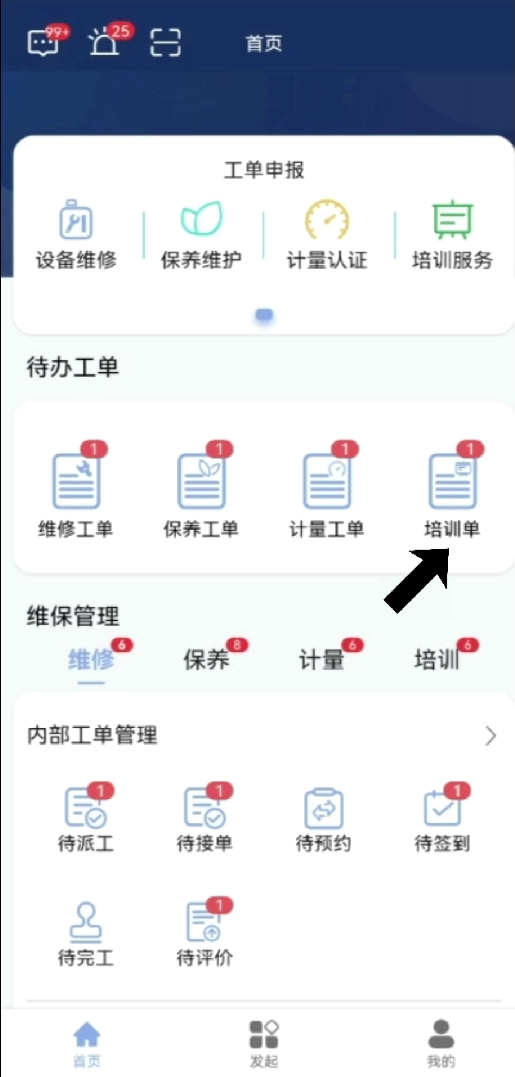 99+
25
首页
工单申报
设备维修 保养维护 计量认证 培训服务
待办工单
1 1 1 1
维修工单 保养工单 计量工单 培训单
维保管理
维修 6 保养 8 计量 6 培训 6
内部工单管理
1 1 1
待派工 待接单 待预约 待签到
1
待完工 待评价
首页 发起 我的